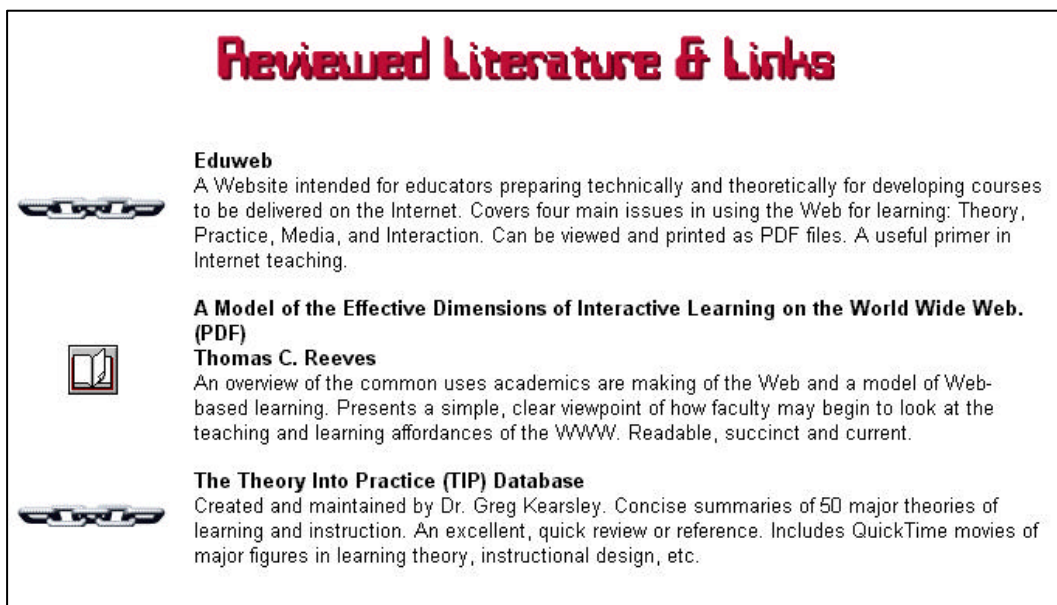 Reviewed Literature & Links
Eduweb
A Website intended for educators preparing technically and theoretically for developing courses
to be delivered on the Internet. Covers four main issues in using the Web for learning: Theory,
Practice, Media, and Interaction. Can be viewed and printed as PDF files. A useful primer in
Internet teaching.
A Model of the Effective Dimensions of Interactive Learning on the World Wide Web.
(PDF)
Thomas C. Reeves
An overview of the common uses academics are making of the Web and a model of Web-
based learning. Presents a simple, clear viewpoint of how faculty may begin to look at the
teaching and learning affordances of the WWW. Readable, succinct and current.
The Theory Into Practice (TIP) Database
Created and maintained by Dr. Greg Kearsley. Concise summaries of 50 major theories of
learning and instruction. An excellent, quick review or reference. Includes QuickTime movies of
major figures in learning theory, instructional design, etc.